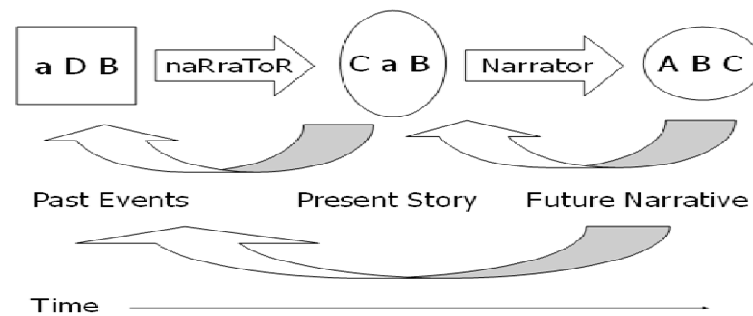 a D B naRraToR C a B Narrator A B C
Past Events Present Story Future Narrative
Time